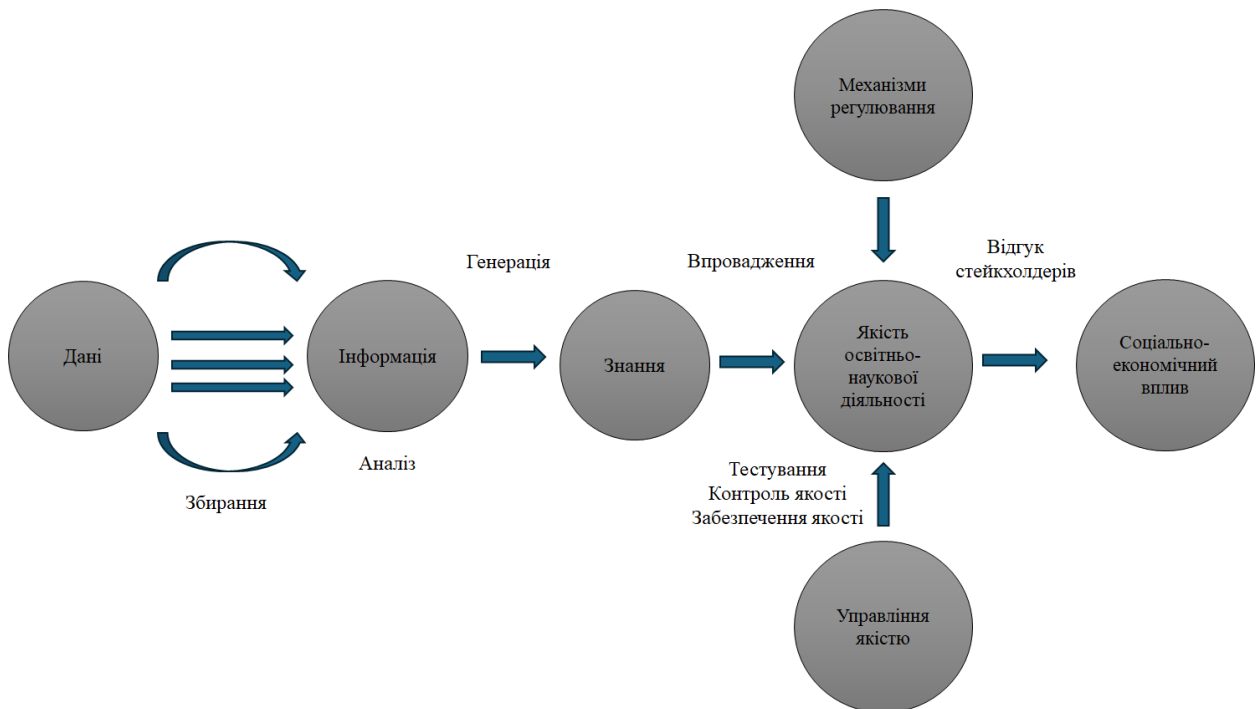 Механізми
регулювання
Генерація
Впровадження
Відгук
стейкхолдерів
Дані
Інформація
Знання
Якість
освітньо-
наукової
діяльності
Соціально-
економічний
вплив
Збирання
Аналіз
Тестування
Контроль якості
Забезпечення якості
Управління
якістю